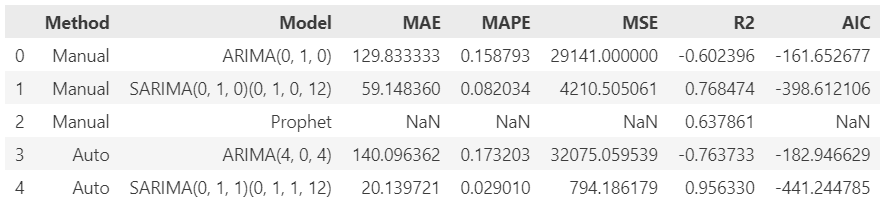 Method Model MAE MAPE MSE R2 AIC
0 Manual ARIMA(0, 1, 0) 129.833333 0.158793 29141.000000 -0.602396 -161.652677
1 Manual SARIMA(0, 1, 0)(0, 1, 0, 12) 59.148360 0.082034 4210.505061 0.768474 -398.612106
2 Manual Prophet NaN NaN NaN 0.637861 NaN
3 Auto ARIMA(4, 0, 4) 140.096362 0.173203 32075.059539 -0.763733 -182.946629
4 Auto SARIMA(0, 1, 1)(0, 1, 1, 12) 20.139721 0.029010 794.186179 0.956330 -441.244785